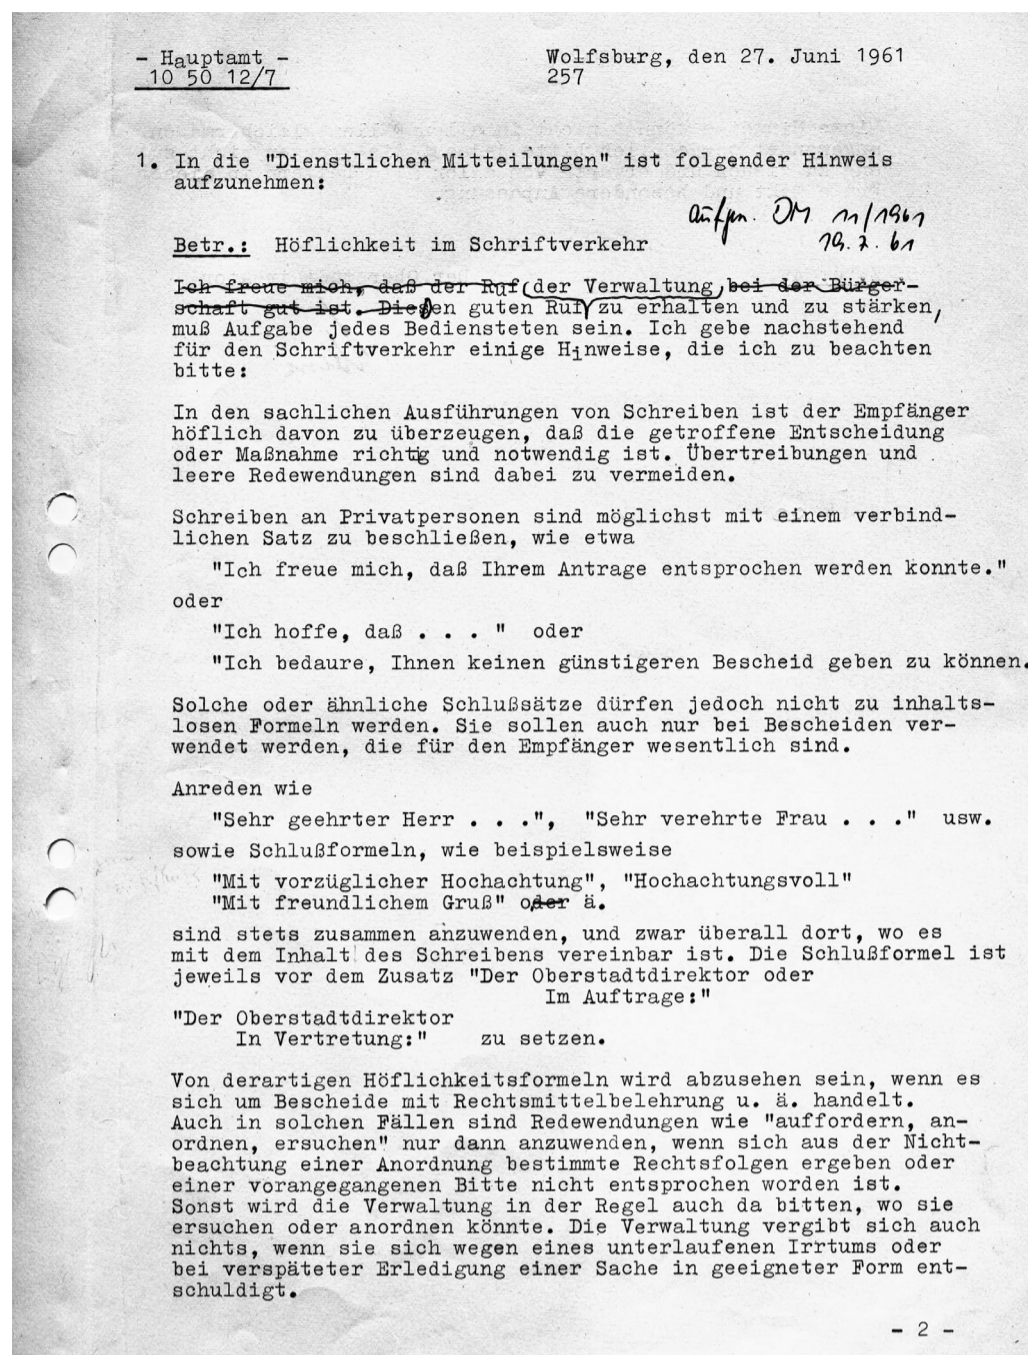 - Hauptamt -
10 50 12/7
Wolfsburg, den 27. Juni 1961
257
1. In die "Dienstlichen Mitteilungen" ist folgender Hinweis
aufzunehmen:
Aufgen. DM 11/1961
19.7.61
Betr.: Höflichkeit im Schriftverkehr
Ich freue mich, daß der Ruf (der Verwaltung) bei der Bürger-
schaft gut ist. Diesen guten Ruf zu erhalten und zu stärken,
muß Aufgabe jedes Bediensteten sein. Ich gebe nachstehend
für den Schriftverkehr einige Hinweise, die ich zu beachten
bitte:
In den sachlichen Ausführungen von Schreiben ist der Empfänger
höflich davon zu überzeugen, daß die getroffene Entscheidung
oder Maßnahme richtig und notwendig ist. Übertreibungen und
leere Redewendungen sind dabei zu vermeiden.
Schreiben an Privatpersonen sind möglichst mit einem verbind-
lichen Satz zu beschließen, wie etwa
"Ich freue mich, daß Ihrem Antrage entsprochen werden konnte."
oder
"Ich hoffe, daß . . . " oder
"Ich bedaure, Ihnen keinen günstigeren Bescheid geben zu können.
Solche oder ähnliche Schlußsätze dürfen jedoch nicht zu inhalts-
losen Formeln werden. Sie sollen auch nur bei Bescheiden ver-
wendet werden, die für den Empfänger wesentlich sind.
Anreden wie
"Sehr geehrter Herr . . .", "Sehr verehrte Frau . . ." usw.
sowie Schlußformeln, wie beispielsweise
"Mit vorzüglicher Hochachtung", "Hochachtungsvoll"
"Mit freundlichem Gruß" oder ä.
sind stets zusammen anzuwenden, und zwar überall dort, wo es
mit dem Inhalt des Schreibens vereinbar ist. Die Schlußformel ist
jeweils vor dem Zusatz "Der Oberstadtdirektor oder
Im Auftrage:"
"Der Oberstadtdirektor
In Vertretung:" zu setzen.
Von derartigen Höflichkeitsformeln wird abzusehen sein, wenn es
sich um Bescheide mit Rechtsmittelbelehrung u. ä. handelt.
Auch in solchen Fällen sind Redewendungen wie "auffordern, an-
ordnen, ersuchen" nur dann anzuwenden, wenn sich aus der Nicht-
beachtung einer Anordnung bestimmte Rechtsfolgen ergeben oder
einer vorangegangenen Bitte nicht entsprochen worden ist.
Sonst wird die Verwaltung in der Regel auch da bitten, wo sie
ersuchen oder anordnen könnte. Die Verwaltung vergibt sich auch
nichts, wenn sie sich wegen eines unterlaufenen Irrtums oder
bei verspäteter Erledigung einer Sache in geeigneter Form ent-
schuldigt.
- 2 -